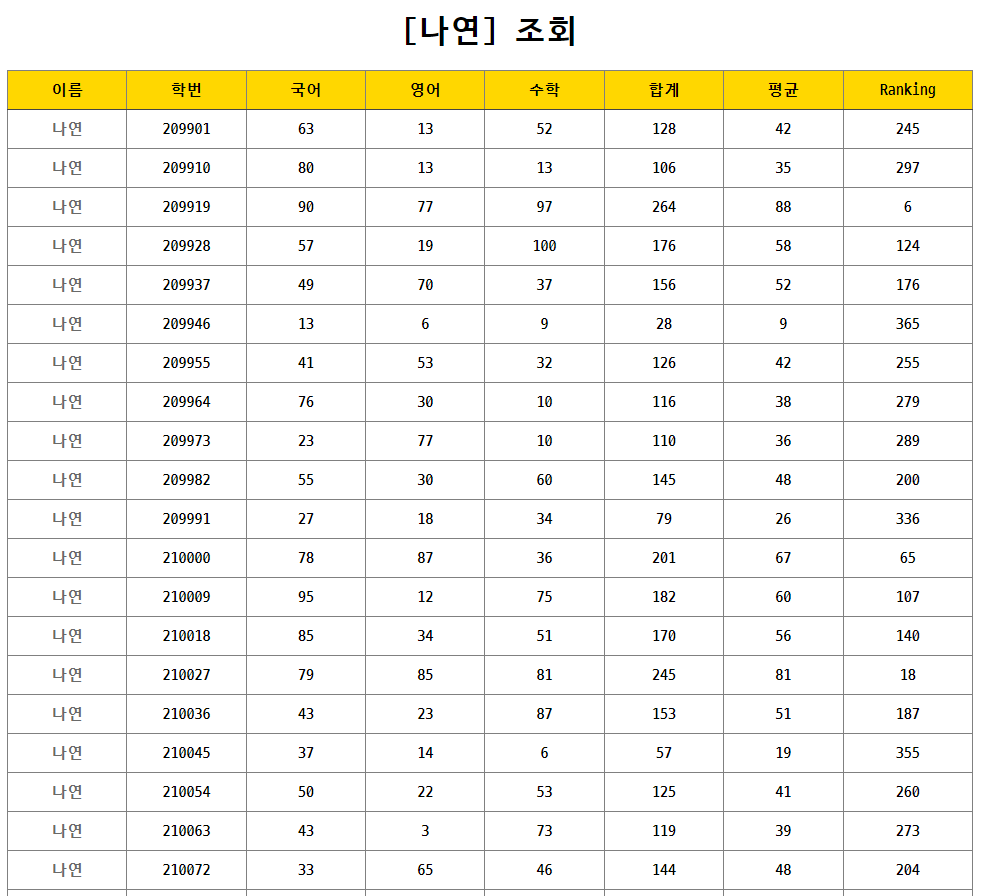 [나연] 조회
이름 학번 국어 영어 수학 합계 평균 Ranking
나연 209901 63 13 52 128 42 245
나연 209910 80 13 13 106 35 297
나연 209919 90 77 97 264 88 6
나연 209928 57 19 100 176 58 124
나연 209937 49 70 37 156 52 176
나연 209946 13 6 9 28 9 365
나연 209955 41 53 32 126 42 255
나연 209964 76 30 10 116 38 279
나연 209973 23 77 10 110 36 289
나연 209982 55 30 60 145 48 200
나연 209991 27 18 34 79 26 336
나연 210000 78 87 36 201 67 65
나연 210009 95 12 75 182 60 107
나연 210018 85 34 51 170 56 140
나연 210027 79 85 81 245 81 18
나연 210036 43 23 87 153 51 187
나연 210045 37 14 6 57 19 355
나연 210054 50 22 53 125 41 260
나연 210063 43 3 73 119 39 273
나연 210072 33 65 46 144 48 204